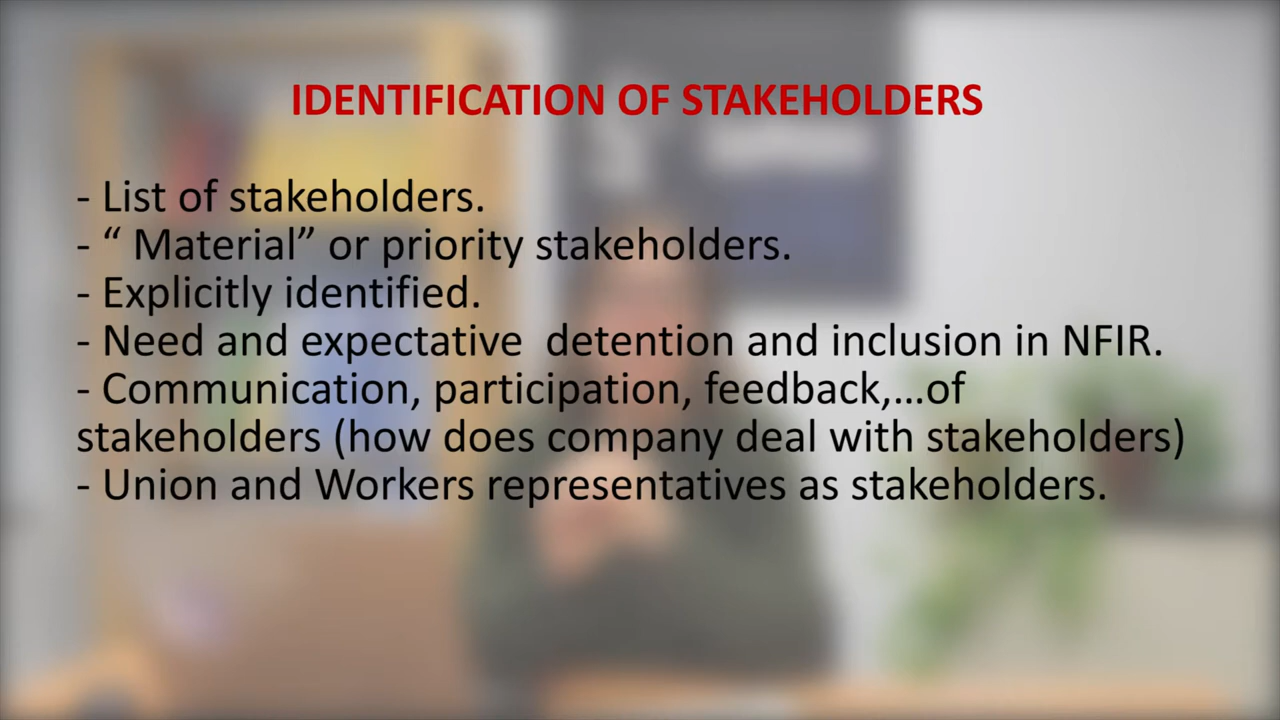 IDENTIFICATION OF STAKEHOLDERS
- List of stakeholders.
- “ Material” or priority stakeholders.
- Explicitly identified.
- Need and expectative  detention and inclusion in NFIR.
- Communication, participation, feedback,...of
stakeholders (how does company deal with stakeholders)
- Union and Workers representatives as stakeholders.